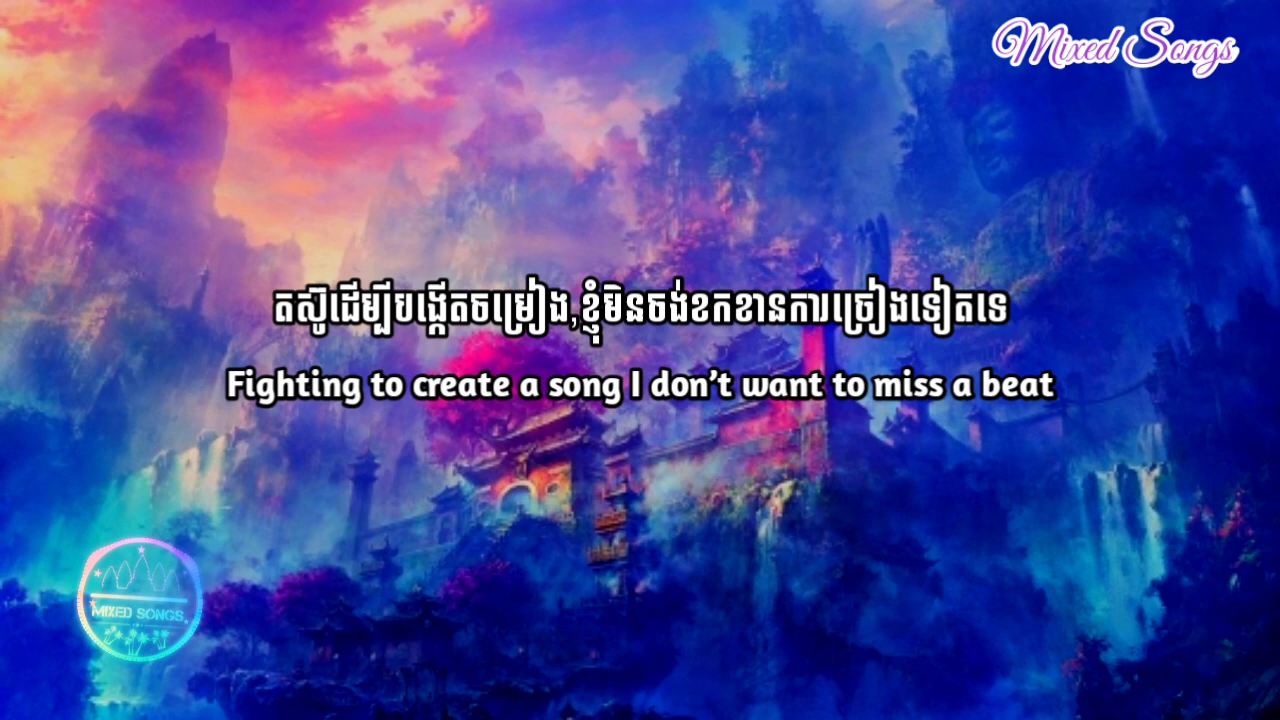 Mixed Songs
តស៊ូដើម្បីបង្កើតចម្រៀង,ខ្ញុំមិនចង់ខកខានការច្រៀងទៀតទេ
Fighting to create a song I don’t want to miss a beat
MIXED SONGS